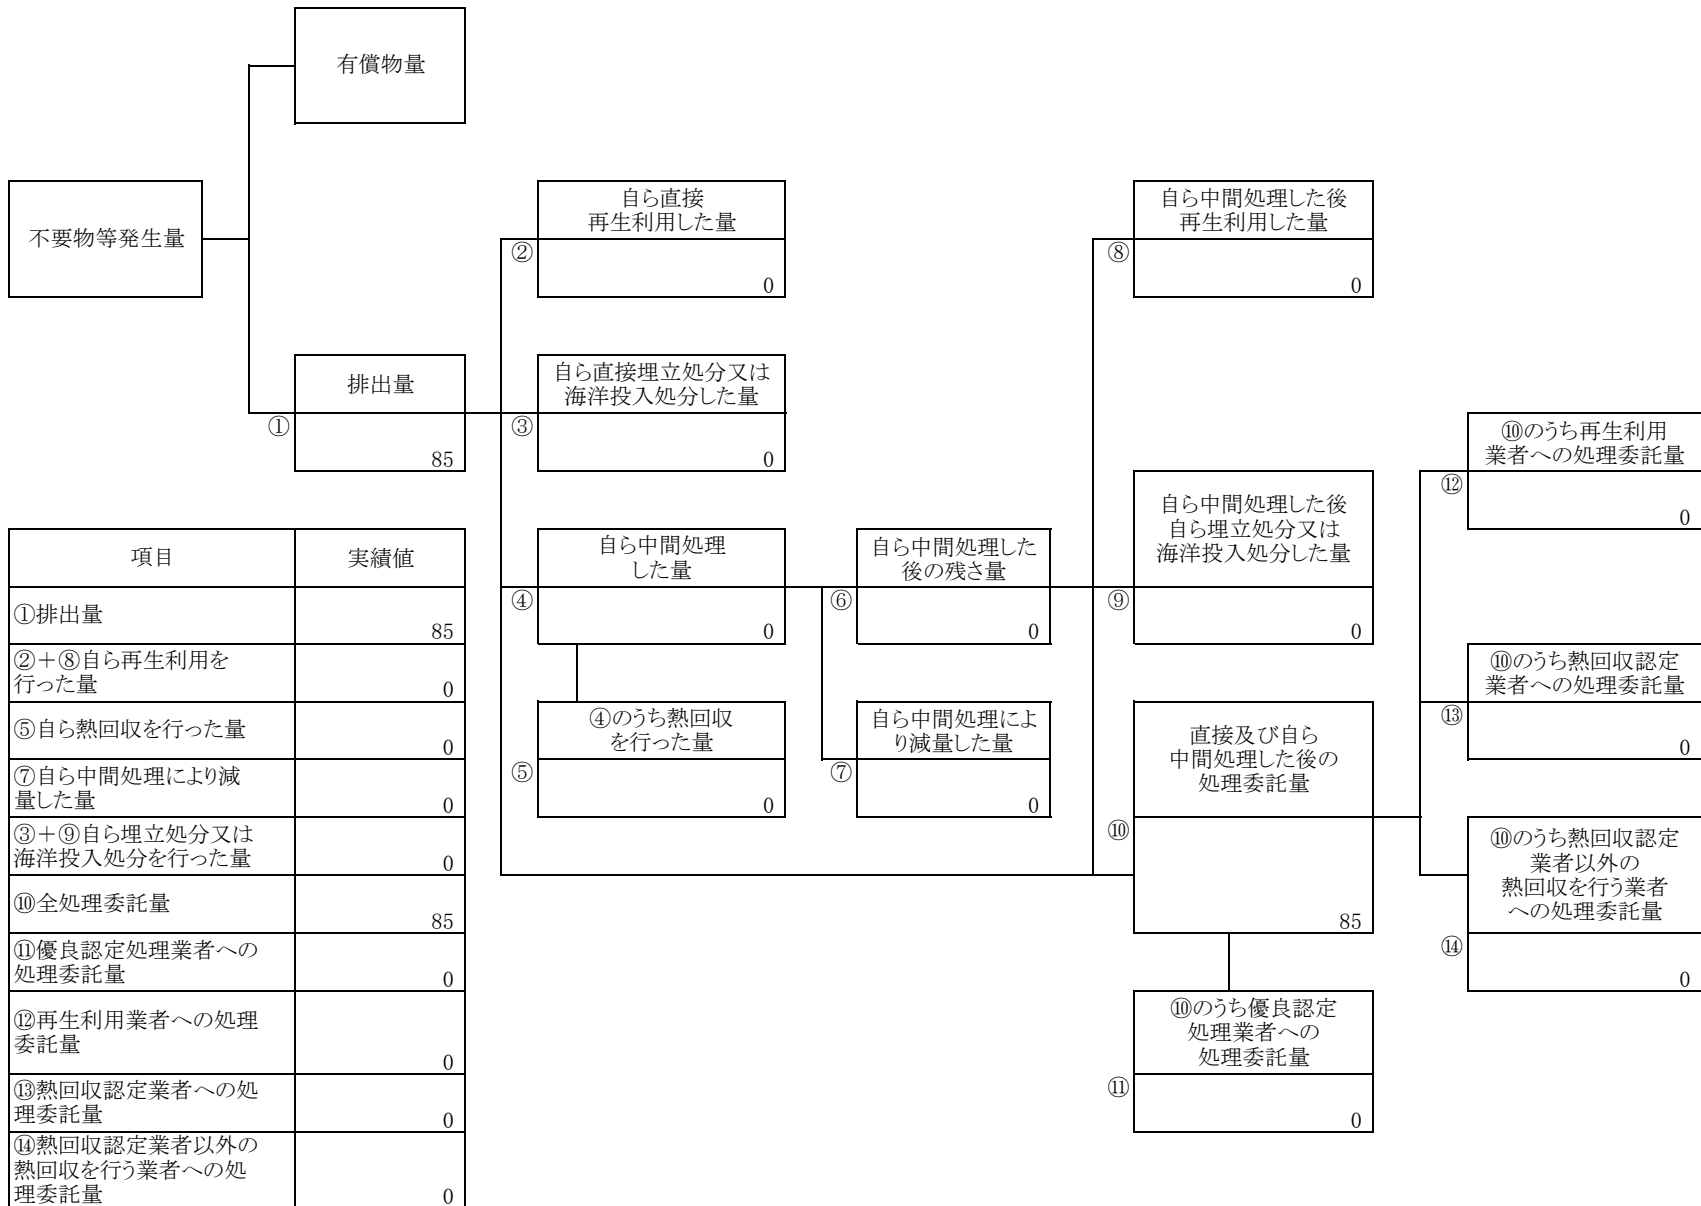 有償物量
不要物等発生量
自ら直接
再生利用した量
②
0
自ら中間処理した後
再生利用した量
⑧
0
排出量
①
85
自ら直接埋立処分又は
海洋投入処分した量
③
0
⑩のうち再生利用
業者への処理委託量
⑫
0
自ら中間処理
した量
④
0
自ら中間処理した
後の残さ量
⑥
0
自ら中間処理した後
自ら埋立処分又は
海洋投入処分した量
⑨
0
⑩のうち熱回収認定
業者への処理委託量
⑬
0
④のうち熱回収
を行った量
⑤
0
自ら中間処理によ
り減量した量
⑦
0
直接及び自ら
中間処理した後の
処理委託量
⑩
85
⑩のうち熱回収認定
業者以外の
熱回収を行う業者
への処理委託量
⑭
0
⑩のうち優良認定
処理業者への
処理委託量
⑪
0
項目 実績値
①排出量
85
②＋⑧自ら再生利用を
行った量
0
⑤自ら熱回収を行った量
0
⑦自ら中間処理により減
量した量
0
③＋⑨自ら埋立処分又は
海洋投入処分を行った量
0
⑩全処理委託量
85
⑪優良認定処理業者への
処理委託量
0
⑫再生利用業者への処理
委託量
0
⑬熱回収認定業者への処
理委託量
0
⑭熱回収認定業者以外の
熱回収を行う業者への処
理委託量
0